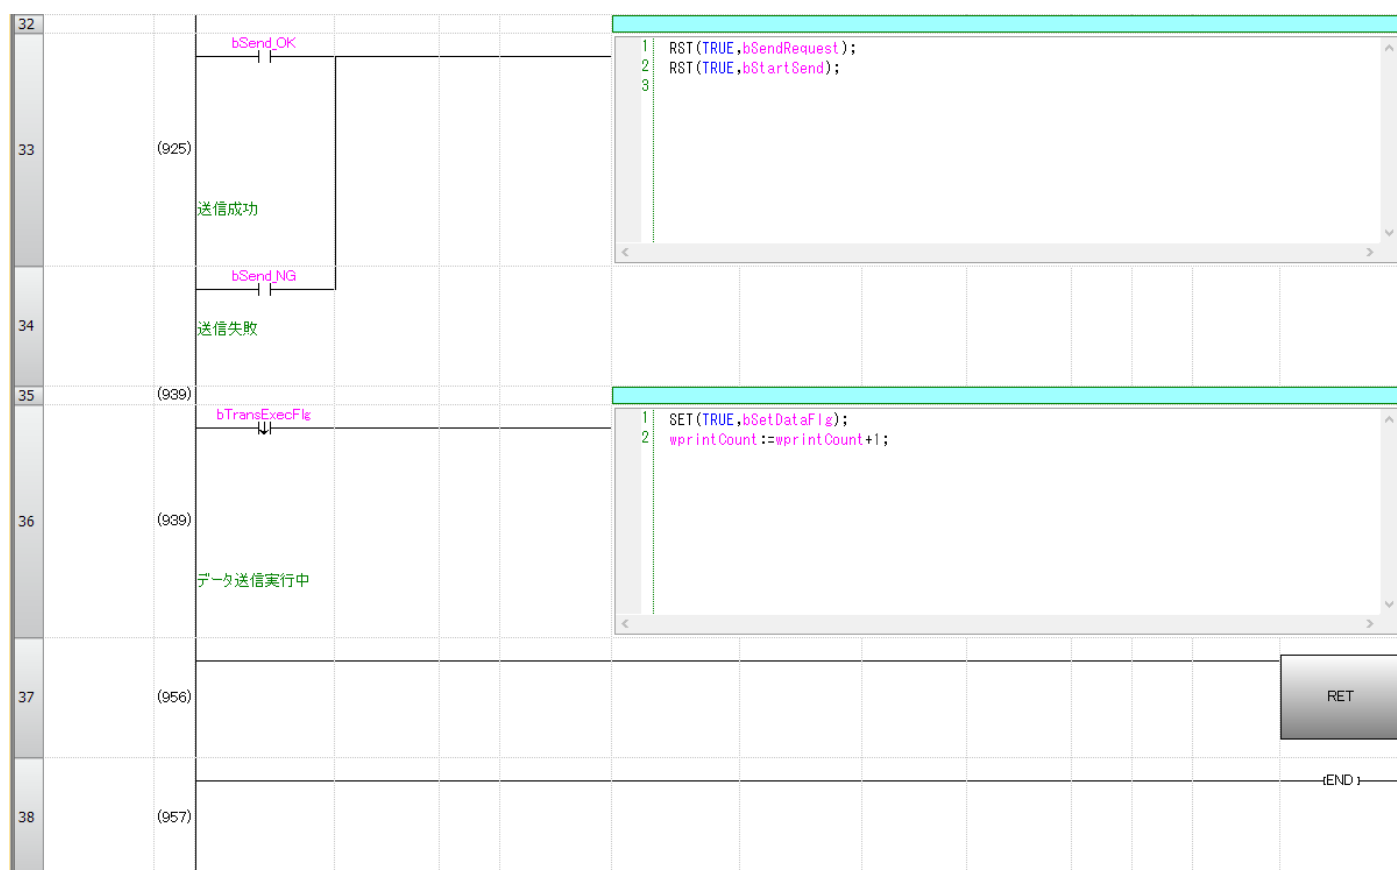 32
bSend_OK
1 RST(TRUE,bSendRequest);
2 RST(TRUE,bStartSend);
3
33 (925)
送信成功
bSend_NG
34
送信失敗
35 (939)
bTransExecFlg
1 SET(TRUE,bSetDataFlg);
2 wprintCount:=wprintCount+1;
36 (939)
データ送信実行中
37 (956) RET
[END]
38 (957)